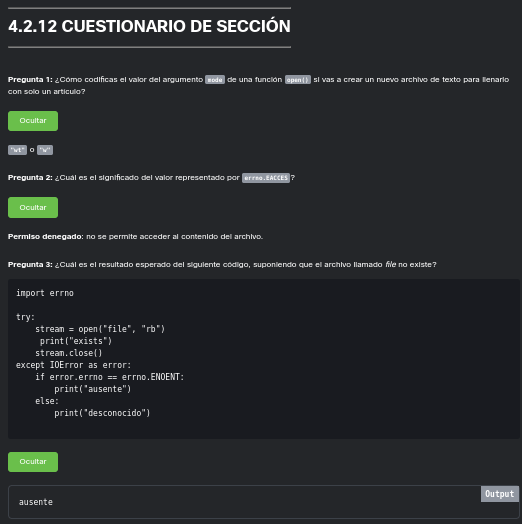 4.2.12 CUESTIONARIO DE SECCIÓN
Pregunta 1: ¿Cómo codificas el valor del argumento mode de una función open() si vas a crear un nuevo archivo de texto para llenarlo
con solo un artículo?
Ocultar
"wt" o "w"
Pregunta 2: ¿Cuál es el significado del valor representado por errno.EACCES?
Ocultar
Permiso denegado: no se permite acceder al contenido del archivo.
Pregunta 3: ¿Cuál es el resultado esperado del siguiente código, suponiendo que el archivo llamado file no existe?
import errno
try:
    stream = open("file", "rb")
     print("exists")
    stream.close()
except IOError as error:
    if error.errno == errno.ENOENT:
        print("ausente")
    else:
        print("desconocido")
Ocultar
Output
ausente